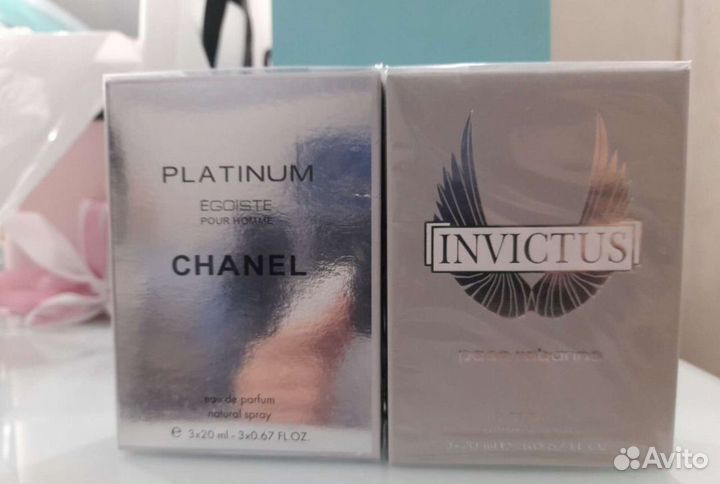 PLATINUM
ÉGOÏSTE
POUR HOMME
CHANEL
eau de parfum
natural spray
e 3x20 ml - 3x0.67 FL.OZ.
INVICTUS
paco rabanne
Avito